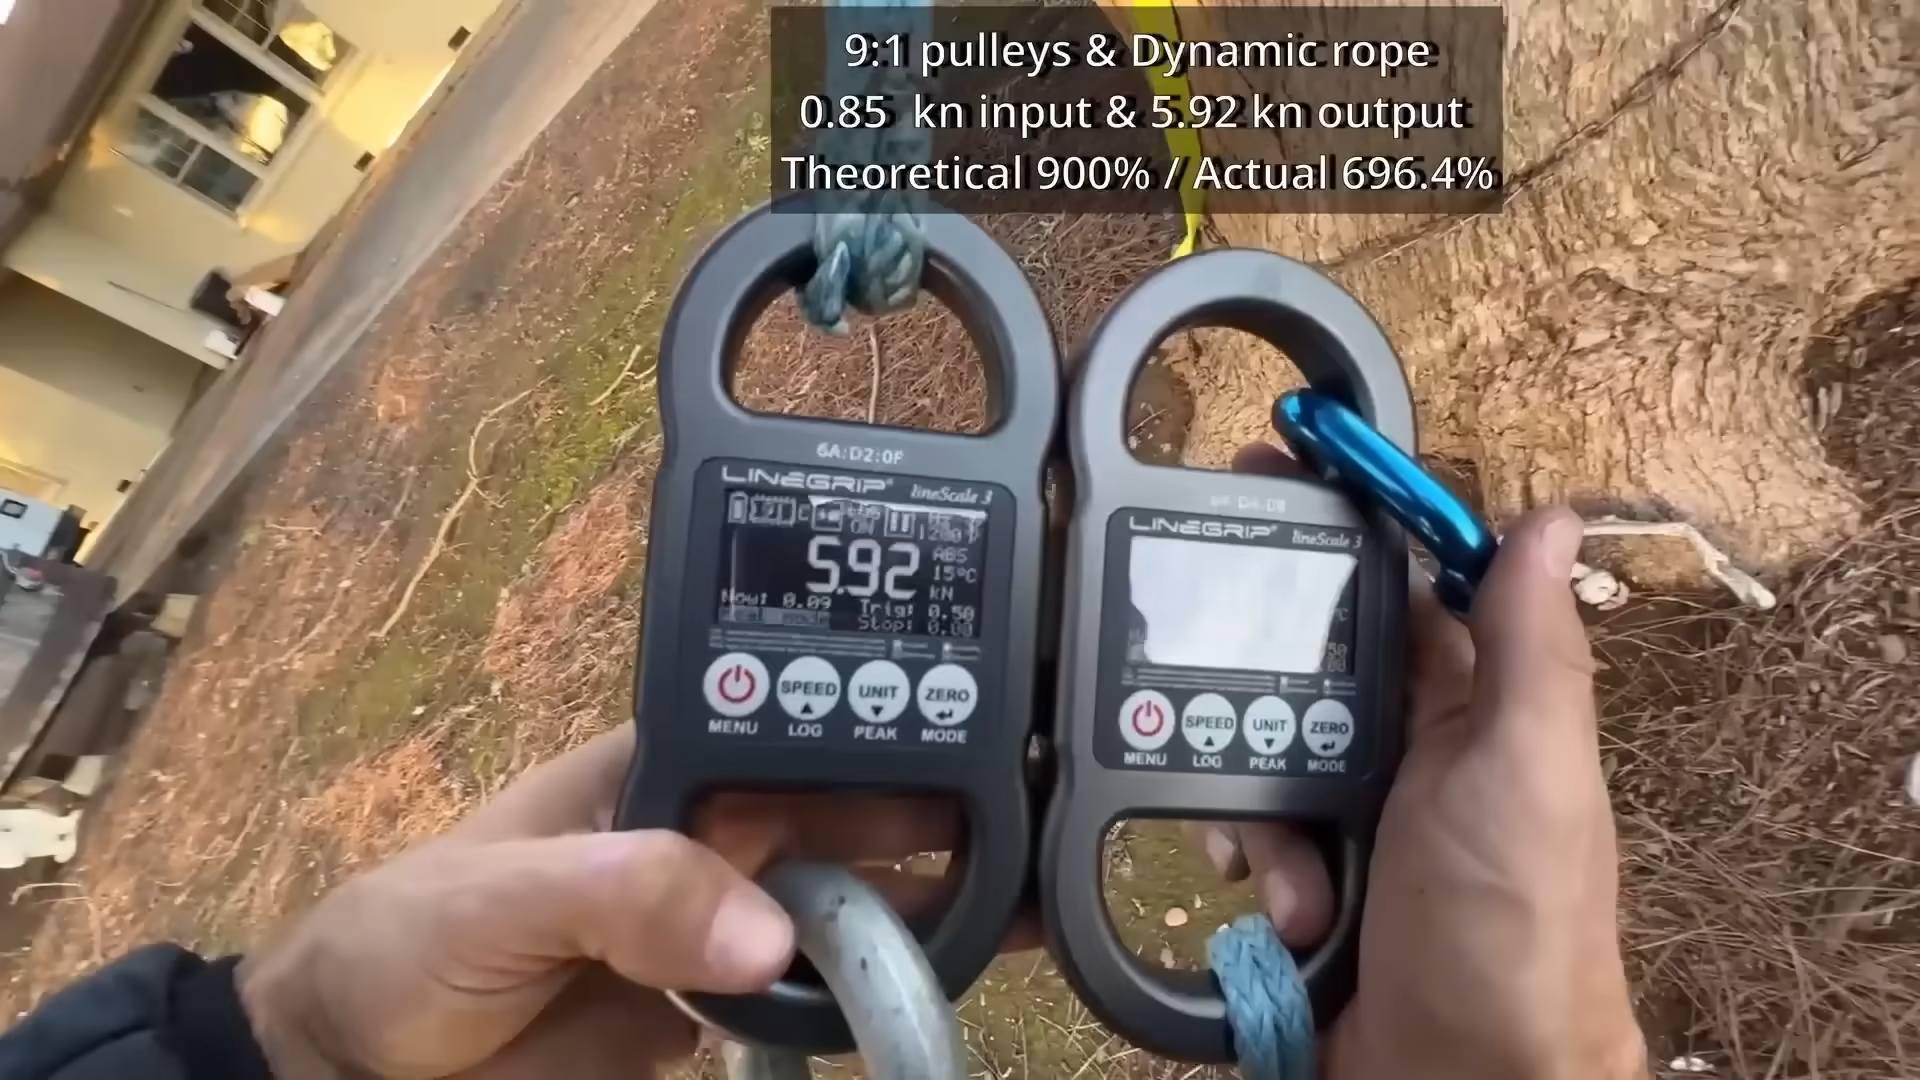 9:1 pulleys & Dynamic rope
0.85 kn input & 5.92 kn output
Theoretical 900% / Actual 696.4%
6A:D2:0F
LINEGRIP® lineScale 3
5.92
ABS
15°C
kN
Now: 0.09 Trig: 0.50
Stop: 0.00
SPEED UNIT ZERO
MENU LOG PEAK MODE
LINEGRIP® lineScale 3
SPEED UNIT ZERO
MENU LOG PEAK MODE